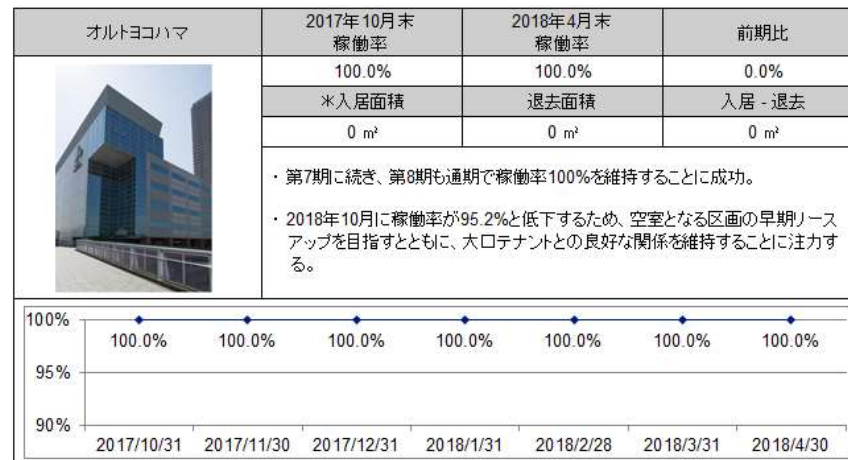 オルトヨコハマ
2017年10月末
稼働率
2018年4月末
稼働率
前期比
100.0%
100.0%
0.0%
＊入居面積
退去面積
入居 - 退去
0 ㎡
0 ㎡
0 ㎡
・第7期に続き、第8期も通期で稼働率100%を維持することに成功。
・2018年10月に稼働率が95.2%と低下するため、空室となる区画の早期リース
アップを目指すとともに、大口テナントとの良好な関係を維持することに注力す
る。
100%
100.0%
100.0%
100.0%
100.0%
100.0%
100.0%
100.0%
95%
90%
2017/10/31
2017/11/30
2017/12/31
2018/1/31
2018/2/28
2018/3/31
2018/4/30